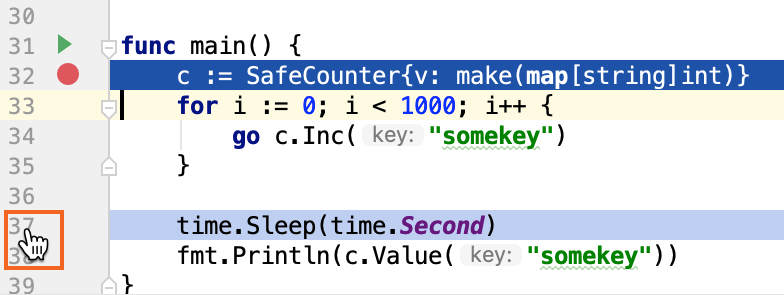 30
31 func main() {
32 c := SafeCounter{v: make(map[string]int)}
33 for i := 0; i < 1000; i++ {
34 go c.Inc( key: "somekey")
35 }
36
37 time.Sleep(time.Second)
38 fmt.Println(c.Value( key: "somekey"))
39 }